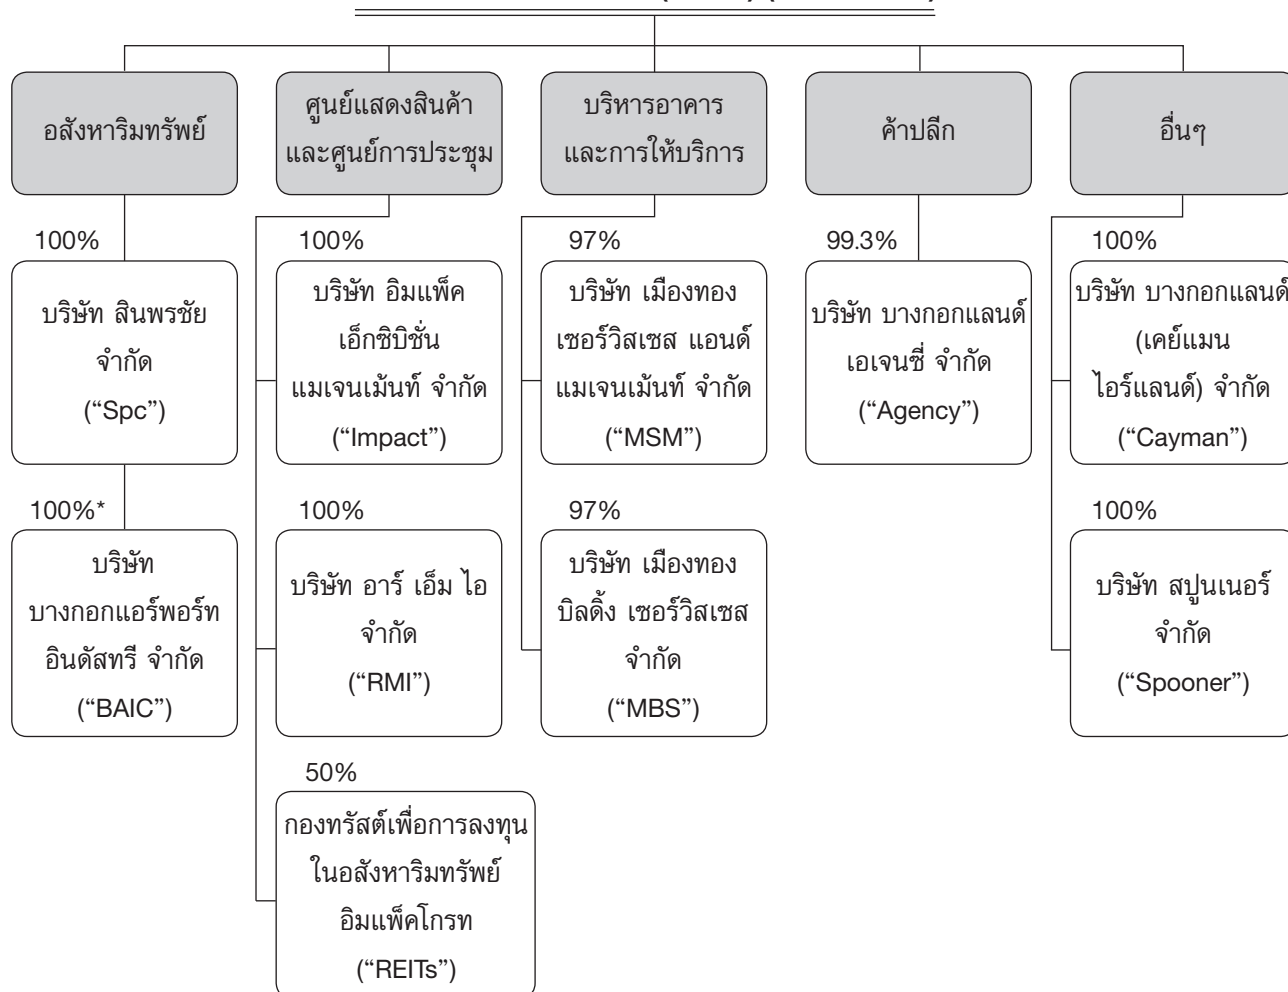 อสังหาริมทรัพย์
ศูนย์แสดงสินค้า
และศูนย์การประชุม
บริหารอาคาร
และการให้บริการ
ค้าปลีก
อื่นๆ
100%
บริษัท สินพรชัย
จำกัด
(“Spc”)
100%
บริษัท อิมแพ็ค
เอ็กซิบิชั่น
แมเจนเม้นท์ จำกัด
(“Impact”)
97%
บริษัท เมืองทอง
เซอร์วิสเซส แอนด์
แมเจนเม้นท์ จำกัด
(“MSM”)
99.3%
บริษัท บางกอกแลนด์
เอเจนซี่ จำกัด
(“Agency”)
100%
บริษัท บางกอกแลนด์
(เคย์แมน
ไอร์แลนด์) จำกัด
(“Cayman”)
100%*
บริษัท
บางกอกแอร์พอร์ท
อินดัสทรี จำกัด
(“BAIC”)
100%
บริษัท อาร์ เอ็ม ไอ
จำกัด
(“RMI”)
97%
บริษัท เมืองทอง
บิลดิ้ง เซอร์วิสเซส
จำกัด
(“MBS”)
100%
บริษัท สปูนเนอร์
จำกัด
(“Spooner”)
50%
กองทรัสต์เพื่อการลงทุน
ในอสังหาริมทรัพย์
อิมแพ็คโกรท
(“REITs”)